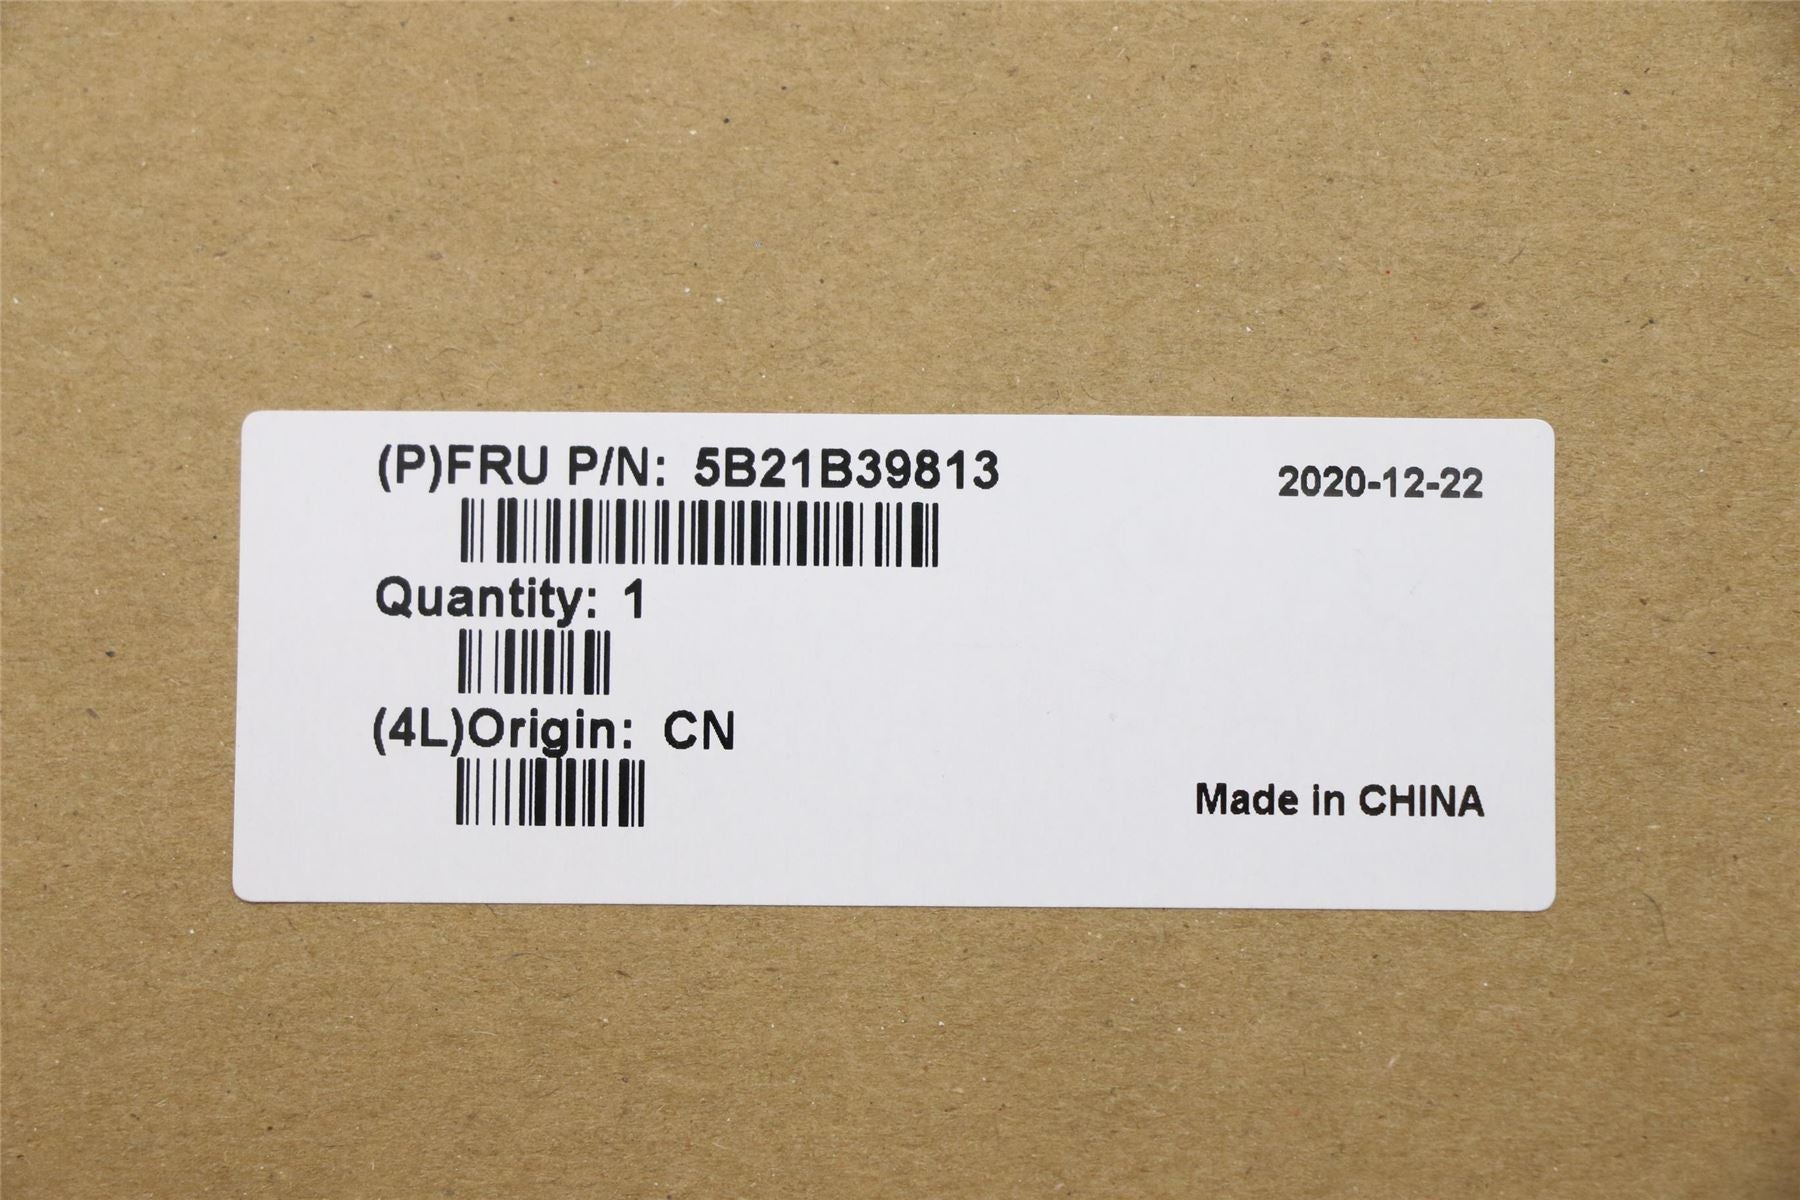 (P)FRU P/N: 5B21B39813
2020-12-22
Quantity: 1
(4L)Origin: CN
Made in CHINA